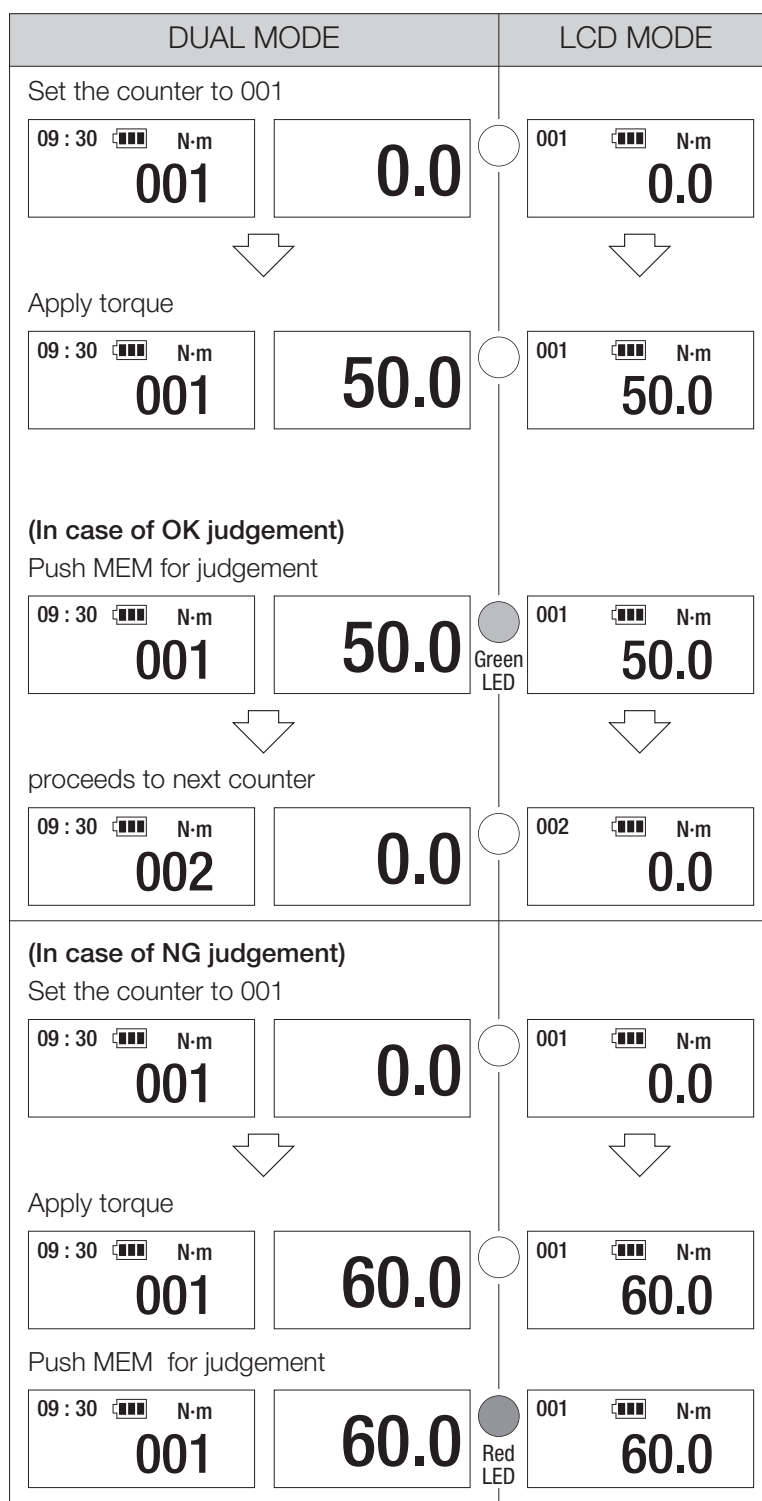 DUAL MODE LCD MODE
Set the counter to 001
09 : 30 N·m 001 N·m
001 0.0 0.0
Apply torque
09 : 30 N·m 001 N·m
001 50.0 50.0
(In case of OK judgement)
Push MEM for judgement
09 : 30 N·m 001 N·m
001 50.0 50.0
Green
LED
proceeds to next counter
09 : 30 N·m 002 N·m
002 0.0 0.0
(In case of NG judgement)
Set the counter to 001
09 : 30 N·m 001 N·m
001 0.0 0.0
Apply torque
09 : 30 N·m 001 N·m
001 60.0 60.0
Push MEM for judgement
09 : 30 N·m 001 N·m
001 60.0 60.0
Red
LED